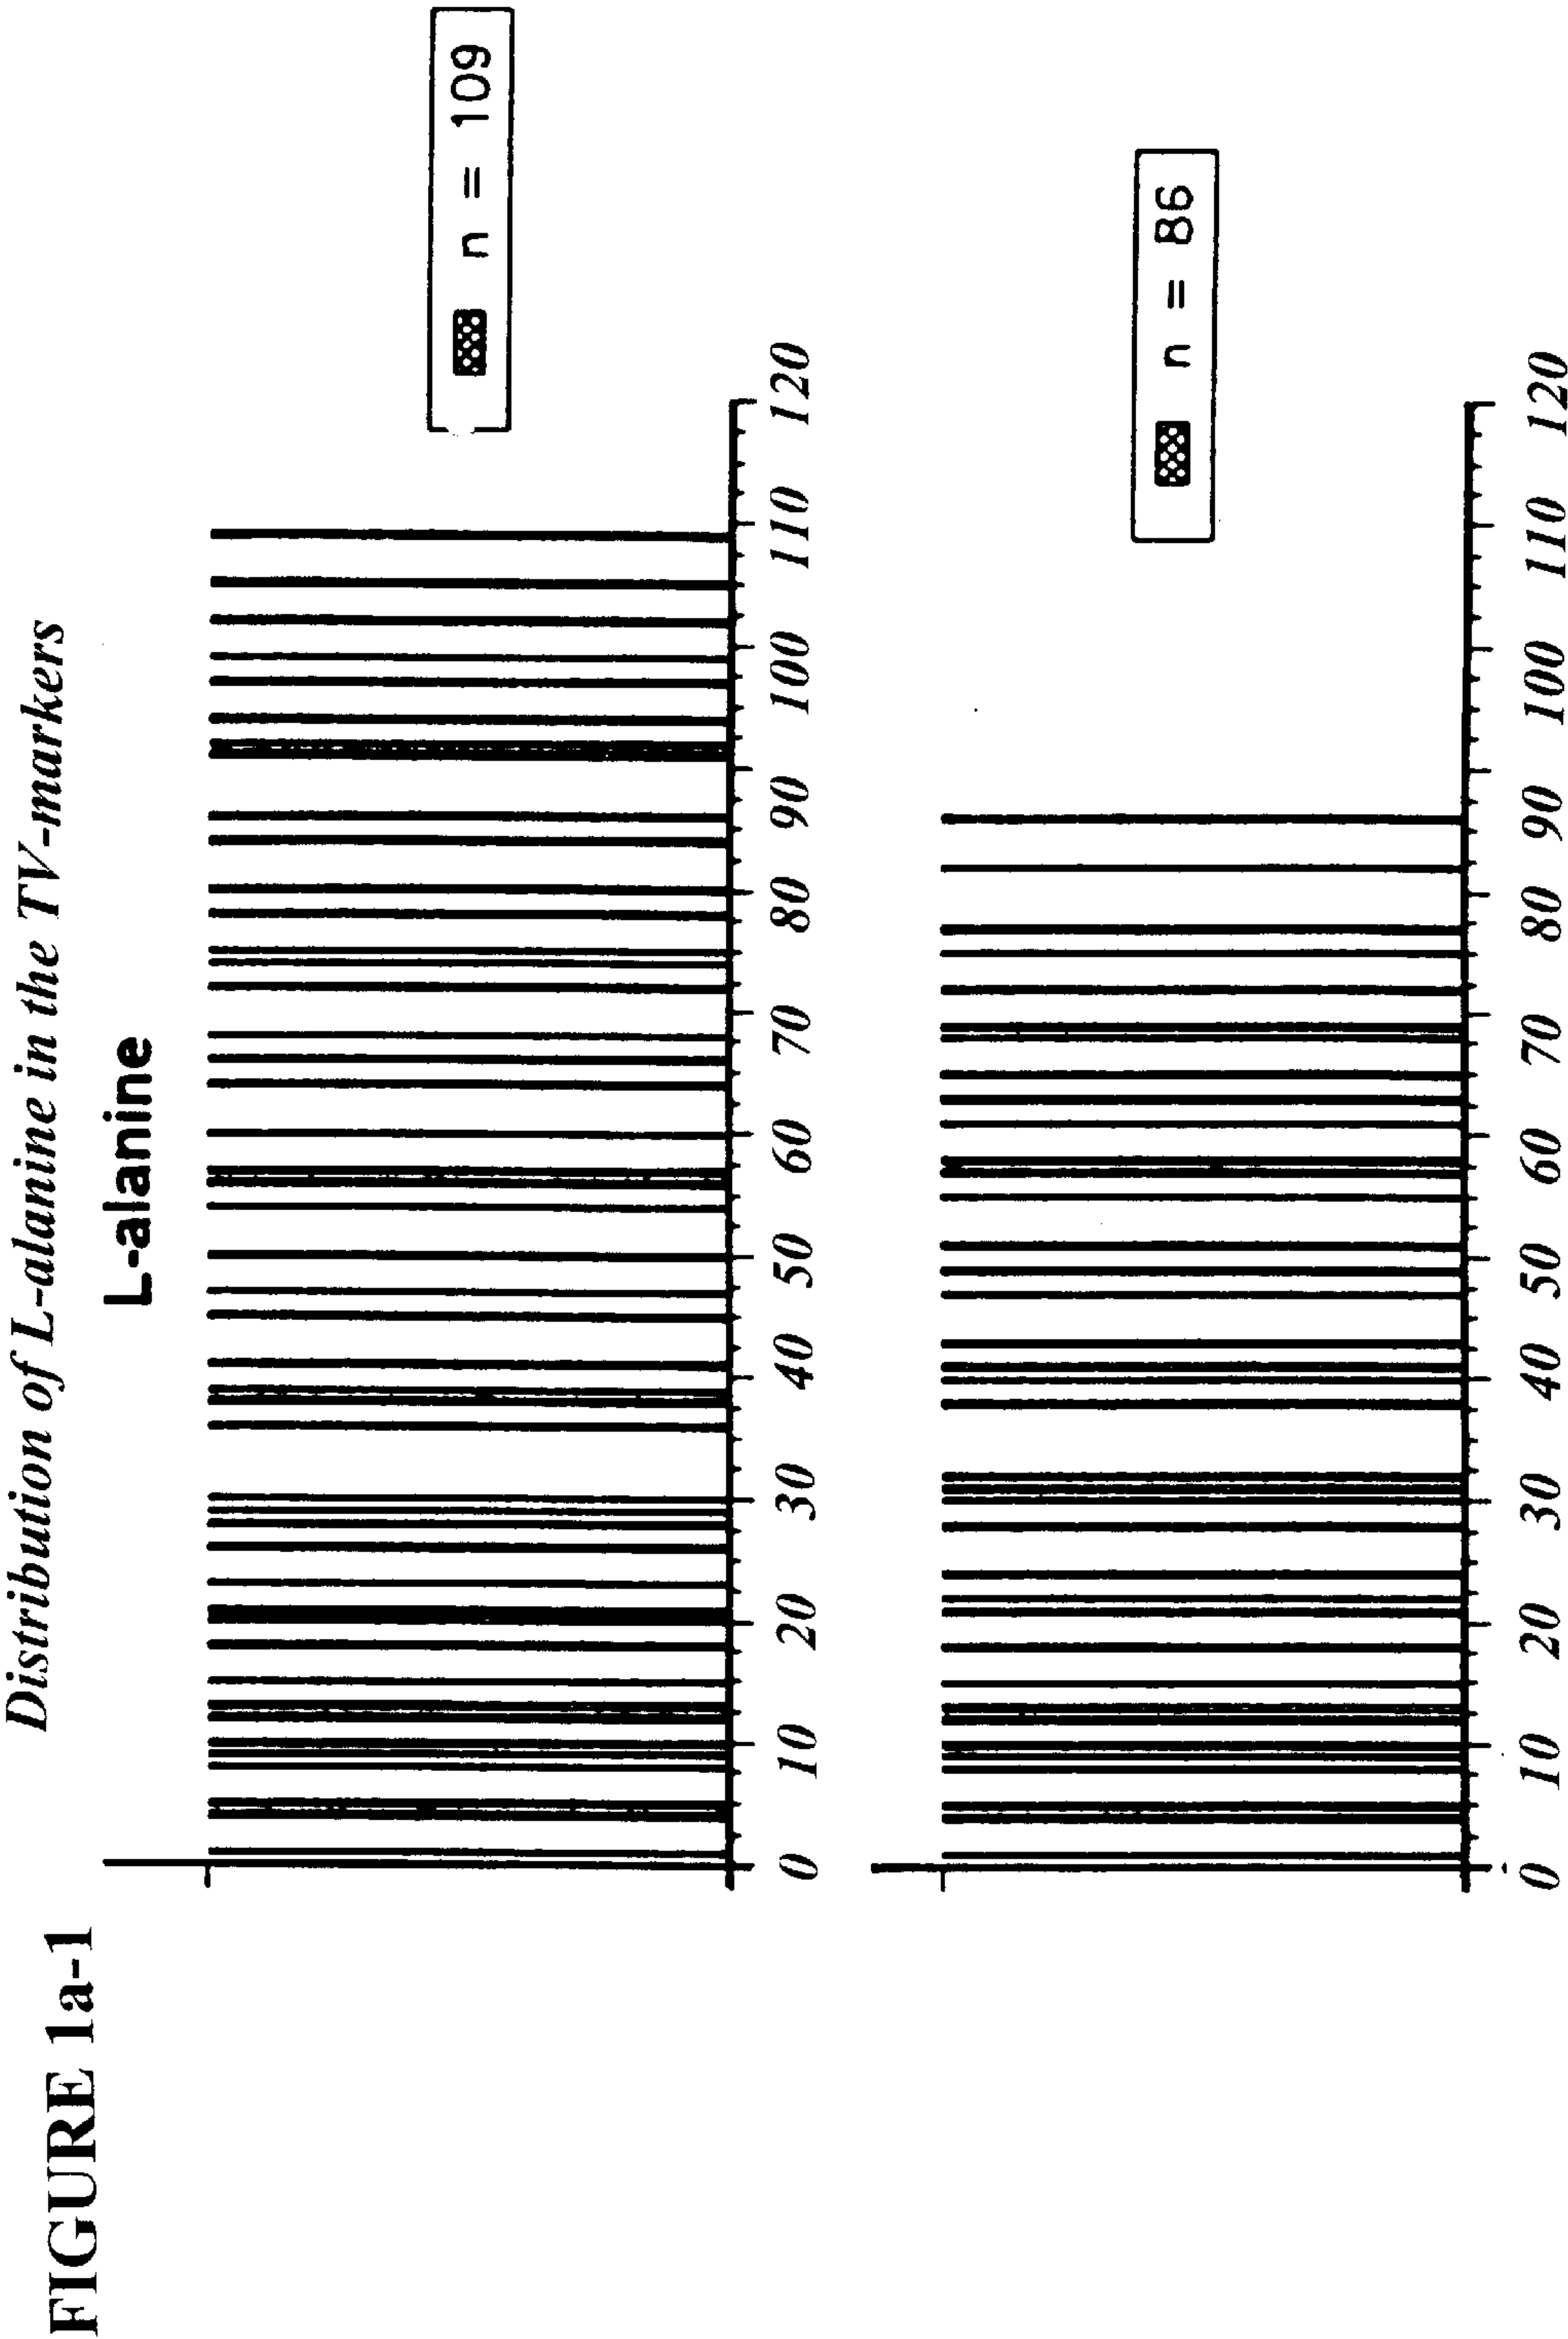 FIGURE 1a-1
Distribution of L-alanine in the TV-markers
L-alanine
n = 109
0 10 20 30 40 50 60 70 80 90 100 110 120
n = 86
0 10 20 30 40 50 60 70 80 90 100 110 120